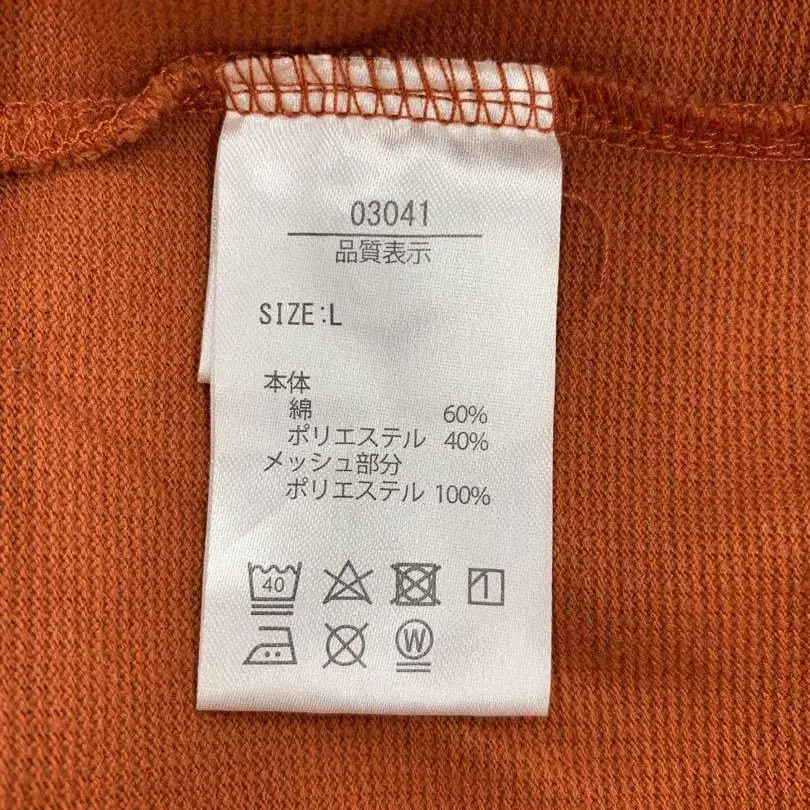 03041
品質表示
SIZE:L
本体
綿 60%
ポリエステル 40%
メッシュ部分
ポリエステル 100%
40
W